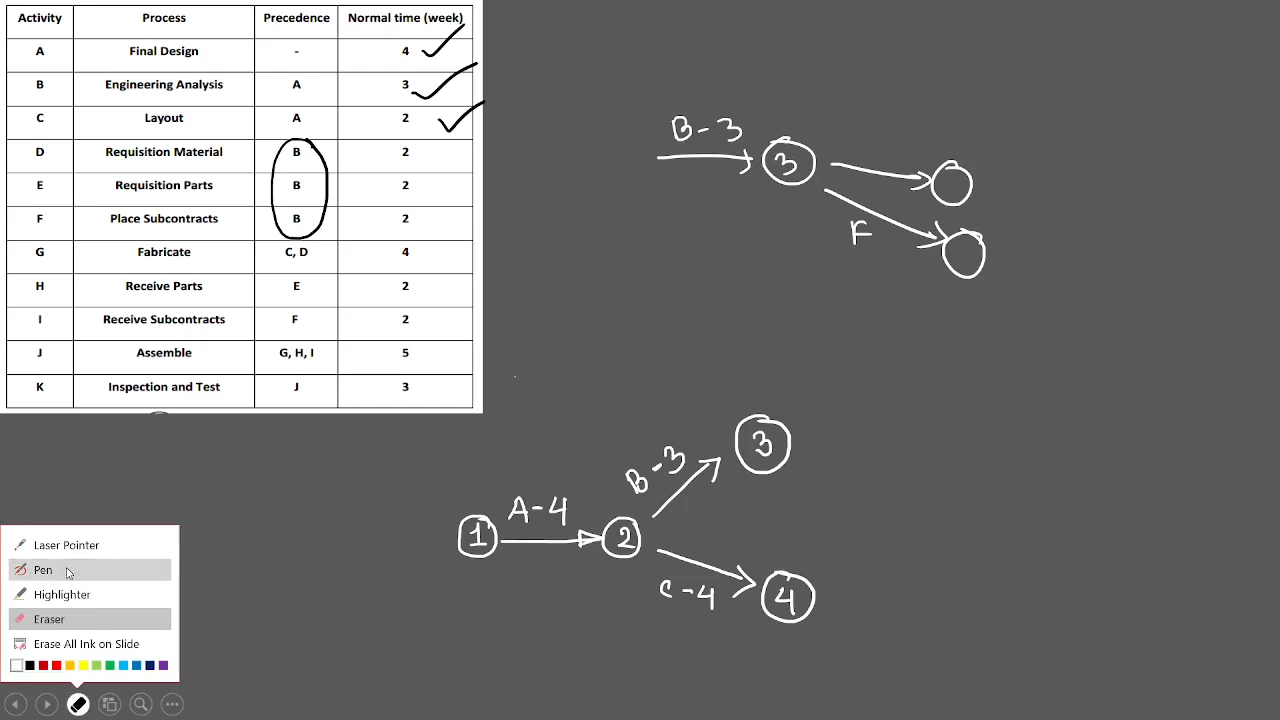 Activity Process Precedence Normal time (week)
A Final Design - 4
B Engineering Analysis A 3
C Layout A 2
D Requisition Material B 2
E Requisition Parts B 2
F Place Subcontracts B 2
G Fabricate C, D 4
H Receive Parts E 2
I Receive Subcontracts F 2
J Assemble G, H, I 5
K Inspection and Test J 3
B-3
3
F
B-3
3
A-4
1
2
C-4
4
Laser Pointer
Pen
Highlighter
Eraser
Erase All Ink on Slide